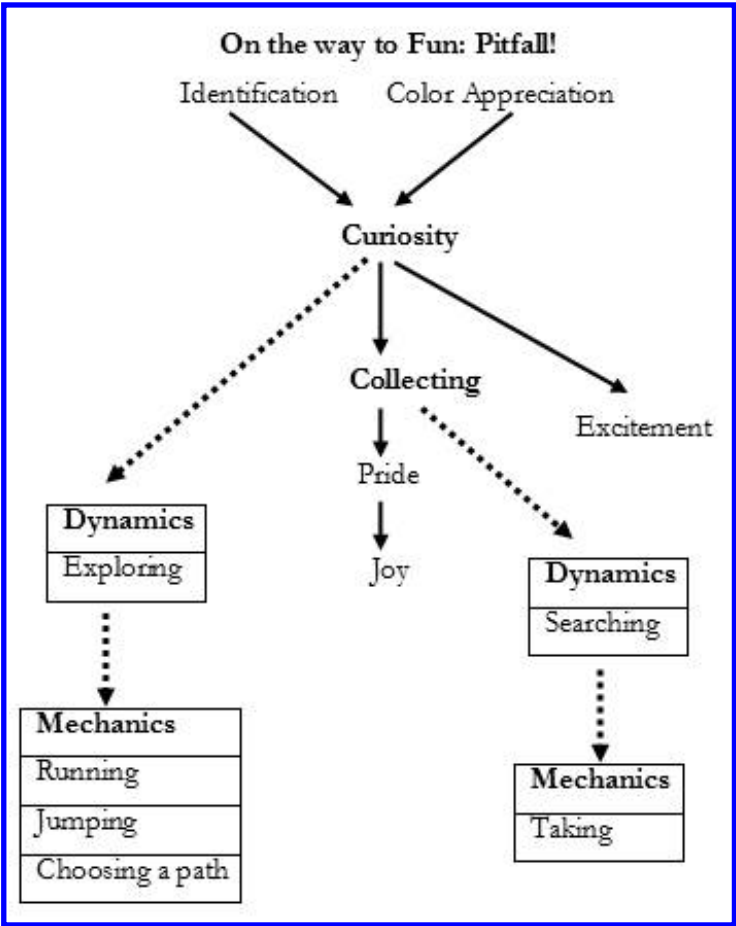 On the way to Fun: Pitfall!
Identification Color Appreciation
Curiosity
Collecting
Excitement
Pride
Joy
Dynamics
Exploring
Mechanics
Running
Jumping
Choosing a path
Dynamics
Searching
Mechanics
Taking